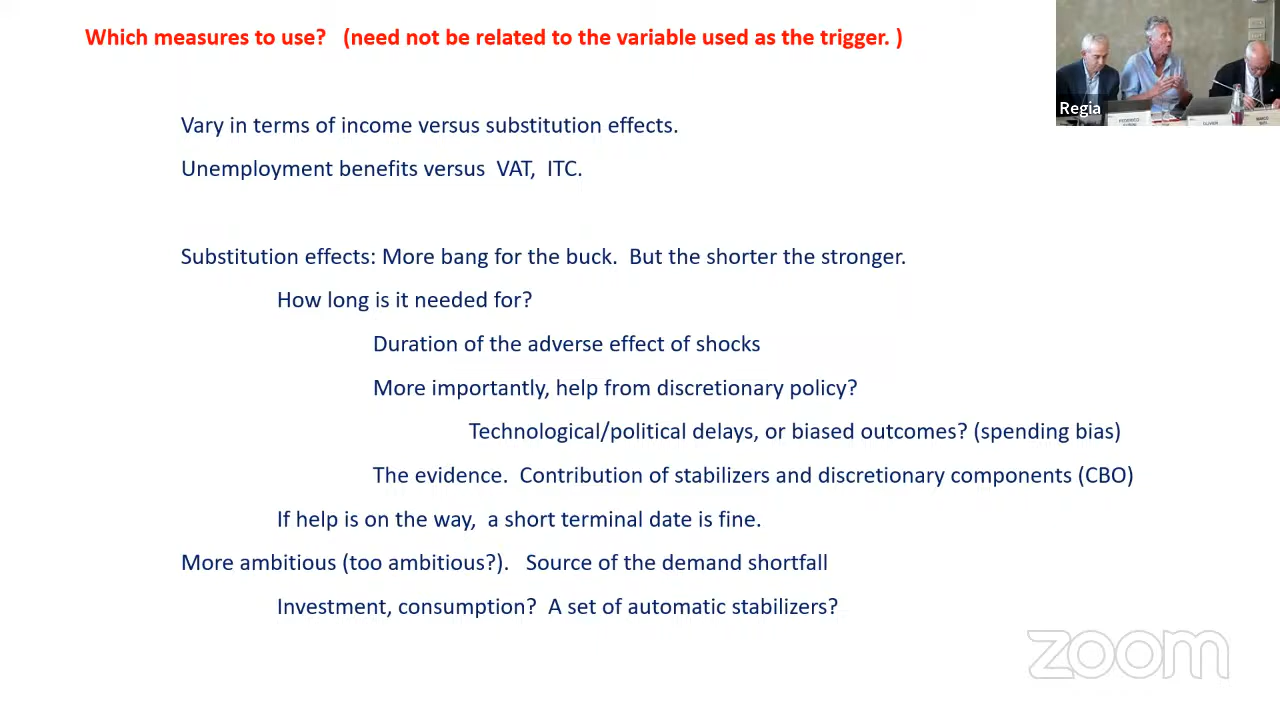 Which measures to use? (need not be related to the variable used as the trigger. )
Vary in terms of income versus substitution effects.
Unemployment benefits versus VAT, ITC.
Substitution effects: More bang for the buck. But the shorter the stronger.
How long is it needed for?
Duration of the adverse effect of shocks
More importantly, help from discretionary policy?
Technological/political delays, or biased outcomes? (spending bias)
The evidence. Contribution of stabilizers and discretionary components (CBO)
If help is on the way, a short terminal date is fine.
More ambitious (too ambitious?). Source of the demand shortfall
Investment, consumption? A set of automatic stabilizers?
Regia
FEDERICO
OLIVIER
MARCO
zoom